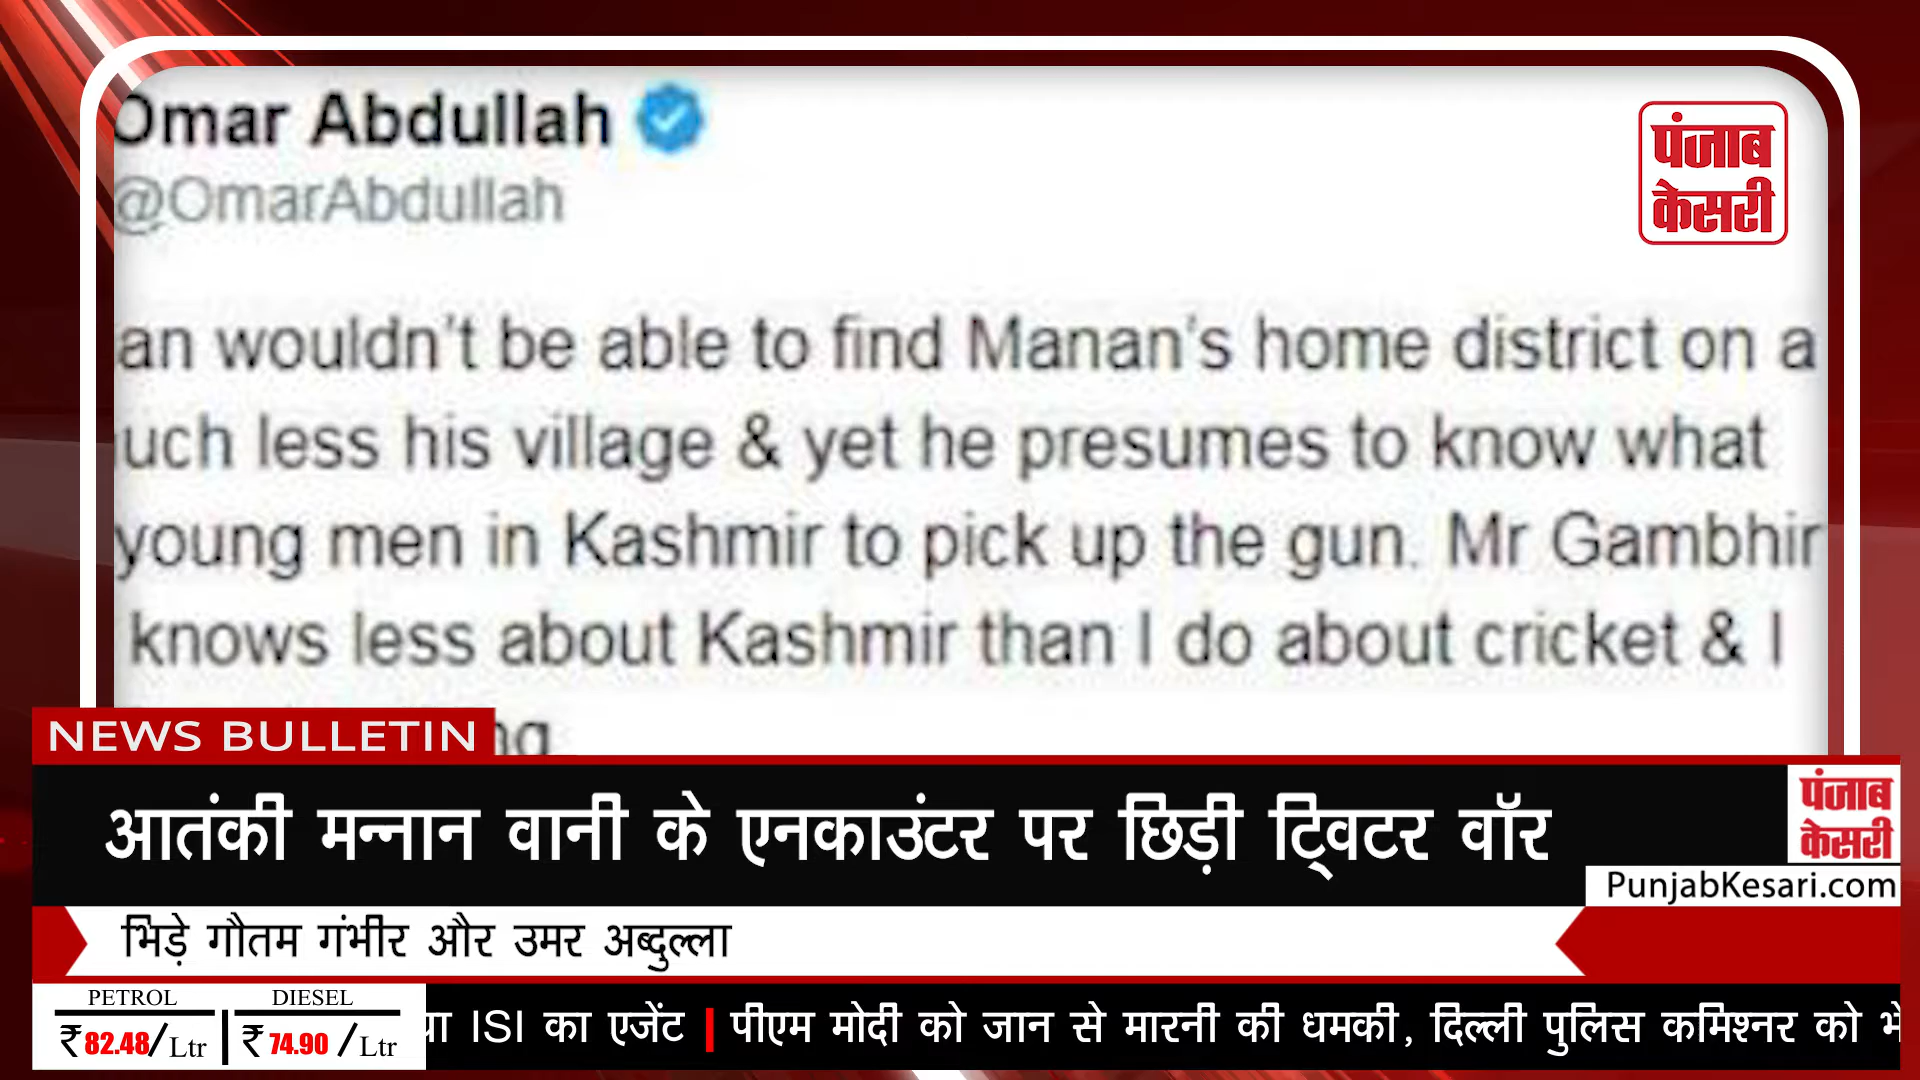 Omar Abdullah
@OmarAbdullah
पंजाब
केसरी
an wouldn't be able to find Manan's home district on a
uch less his village & yet he presumes to know what
young men in Kashmir to pick up the gun. Mr Gambhir
knows less about Kashmir than I do about cricket & I
NEWS BULLETIN
आतंकी मन्नान वानी के एनकाउंटर पर छिड़ी ट्विटर वॉर
पंजाब
केसरी
PunjabKesari.com
भिड़े गौतम गंभीर और उमर अब्दुल्ला
PETROL
₹82.48/Ltr
DIESEL
₹74.90/Ltr
ISI का एजेंट | पीएम मोदी को जान से मारनी की धमकी, दिल्ली पुलिस कमिश्नर को